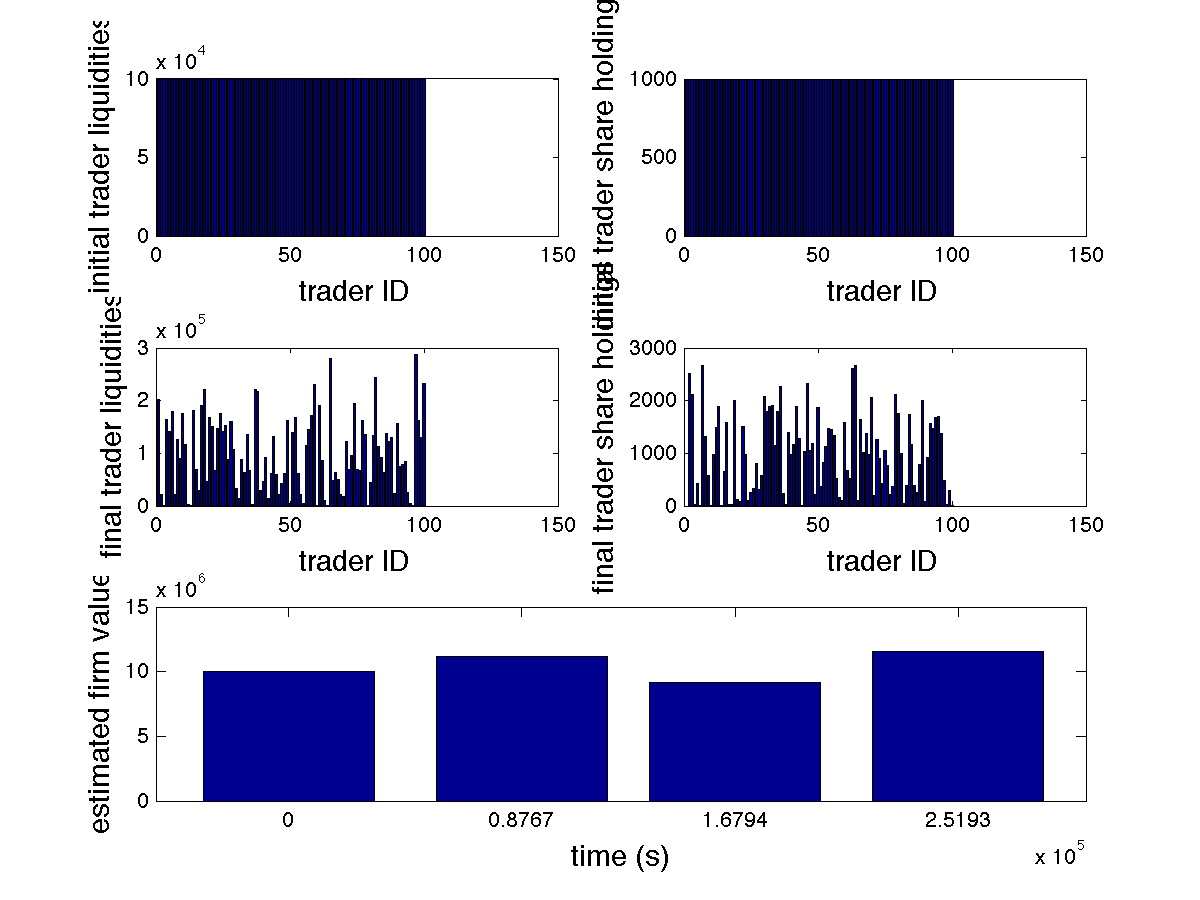 x 10^4
10
5
0
0 50 100 150
initial trader liquidities
trader ID
1000
500
0
0 50 100 150
trader share holding
trader ID
x 10^5
3
2
1
0
0 50 100 150
final trader liquidities
trader ID
3000
2000
1000
0
0 50 100 150
final trader share holdings
trader ID
x 10^6
15
10
5
0
estimated firm value
0 0.8767 1.6794 2.5193
time (s)
x 10^5